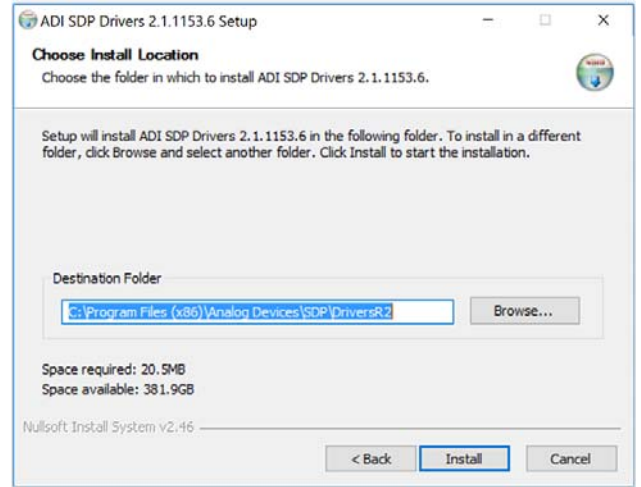 ADI SDP Drivers 2.1.1153.6 Setup
Choose Install Location
Choose the folder in which to install ADI SDP Drivers 2.1.1153.6.
Setup will install ADI SDP Drivers 2.1.1153.6 in the following folder. To install in a different
folder, click Browse and select another folder. Click Install to start the installation.
Destination Folder
C:\Program Files (x86)\Analog Devices\SDP\DriversR2
Browse...
Space required: 20.5MB
Space available: 381.9GB
Nullsoft Install System v2.46
< Back
Install
Cancel